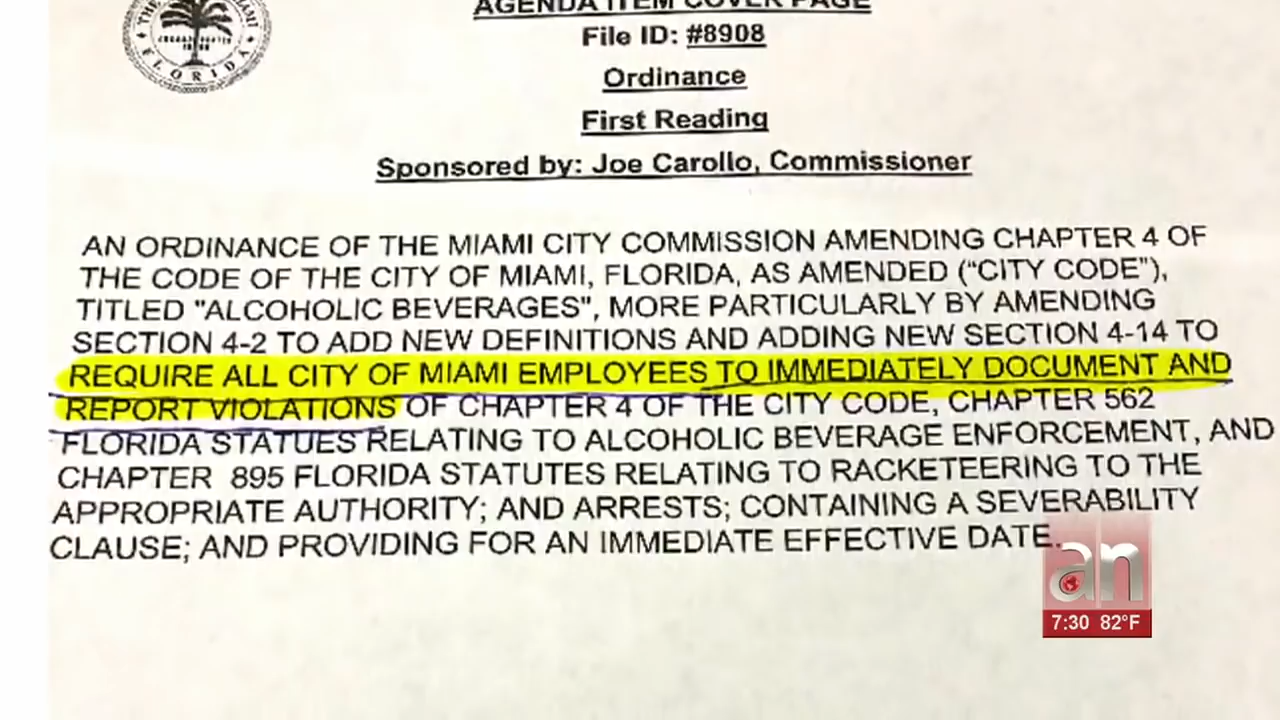 AGENDA ITEM COVER PAGE
File ID: #8908
Ordinance
First Reading
Sponsored by: Joe Carollo, Commissioner
FLORIDA
AN ORDINANCE OF THE MIAMI CITY COMMISSION AMENDING CHAPTER 4 OF
THE CODE OF THE CITY OF MIAMI, FLORIDA, AS AMENDED (“CITY CODE”),
TITLED "ALCOHOLIC BEVERAGES", MORE PARTICULARLY BY AMENDING
SECTION 4-2 TO ADD NEW DEFINITIONS AND ADDING NEW SECTION 4-14 TO
REQUIRE ALL CITY OF MIAMI EMPLOYEES TO IMMEDIATELY DOCUMENT AND
REPORT VIOLATIONS OF CHAPTER 4 OF THE CITY CODE, CHAPTER 562
FLORIDA STATUES RELATING TO ALCOHOLIC BEVERAGE ENFORCEMENT, AND
CHAPTER 895 FLORIDA STATUTES RELATING TO RACKETEERING TO THE
APPROPRIATE AUTHORITY; AND ARRESTS; CONTAINING A SEVERABILITY
CLAUSE; AND PROVIDING FOR AN IMMEDIATE EFFECTIVE DATE.
an
7:30 82°F